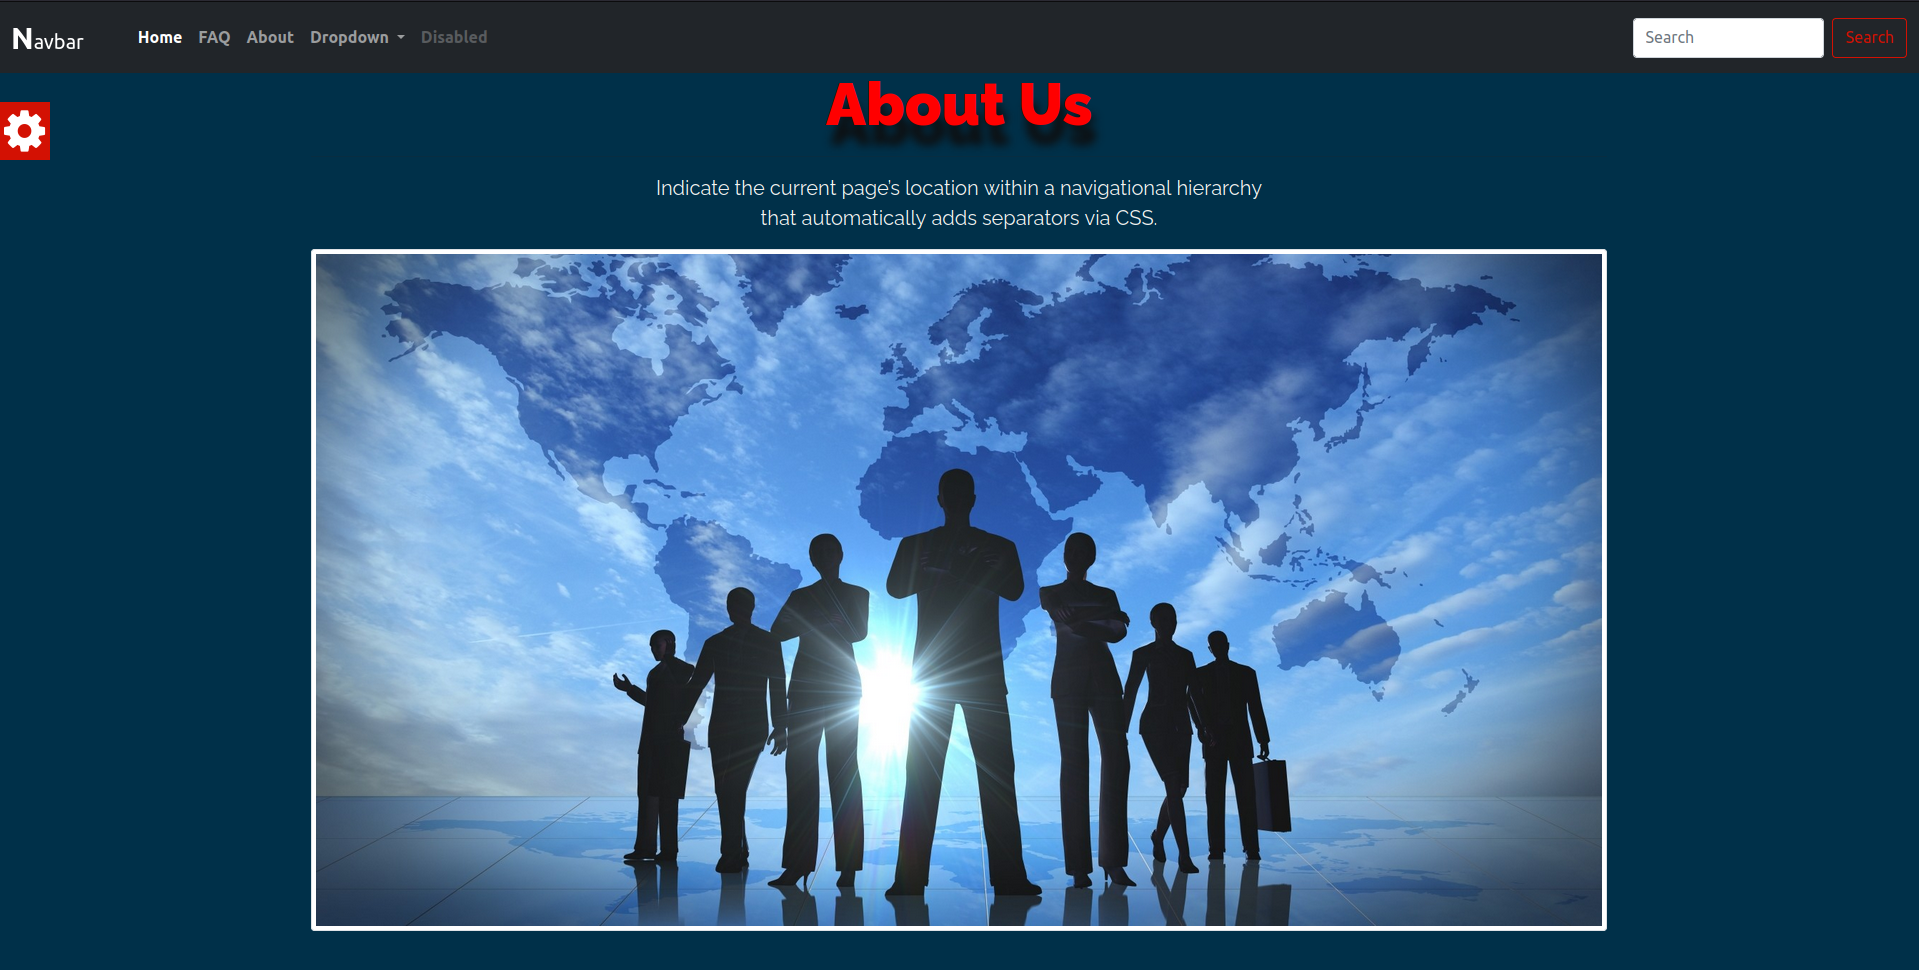 Navbar
Home FAQ About Dropdown Disabled
Search Search
About Us
Indicate the current page's location within a navigational hierarchy
that automatically adds separators via CSS.